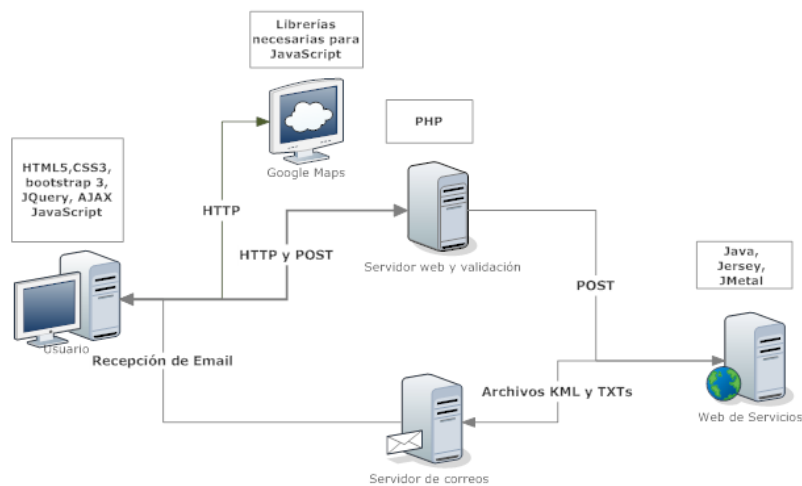 Librerías
necesarias para
JavaScript
Google Maps
PHP
HTML5,CSS3,
bootstrap 3,
JQuery, AJAX
JavaScript
HTTP
HTTP y POST
Servidor web y validación
POST
Java,
Jersey,
JMetal
Usuario
Recepción de Email
Archivos KML y TXTs
Web de Servicios
Servidor de correos